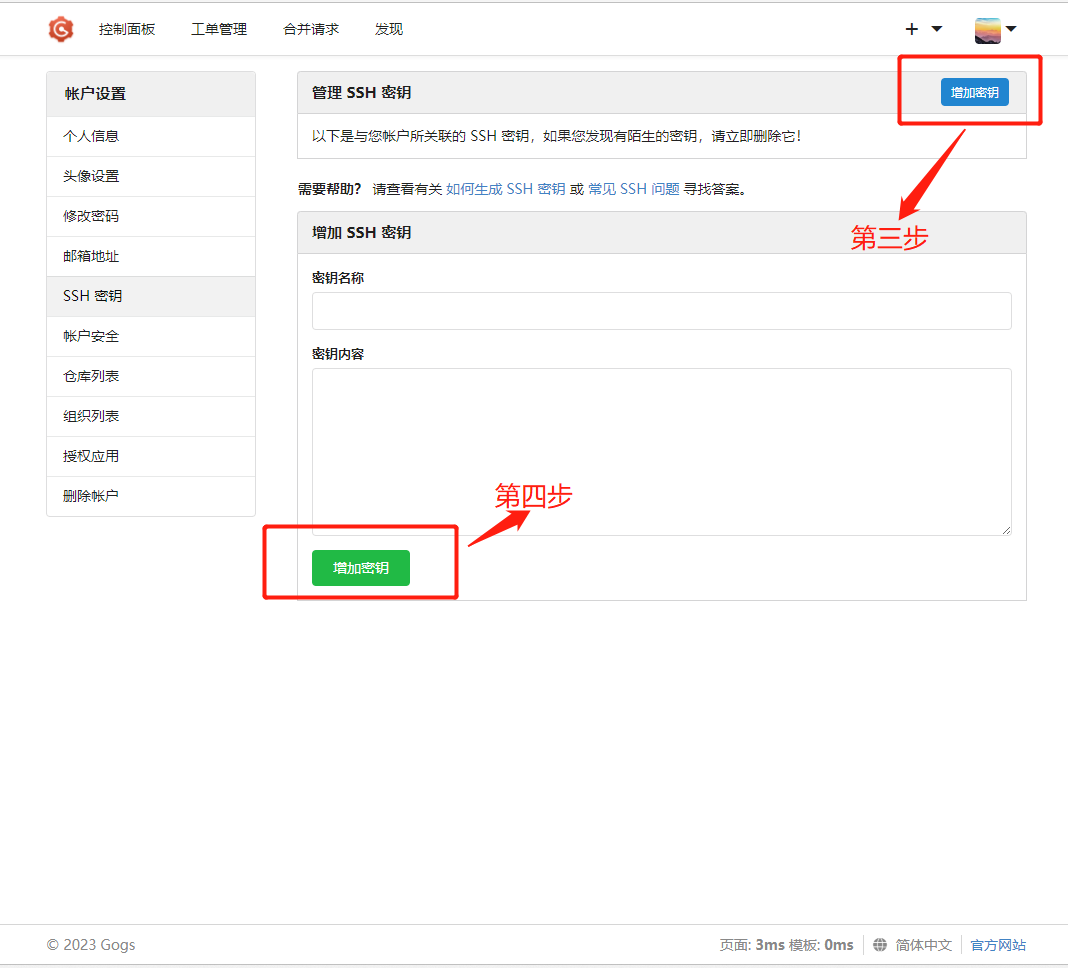 控制面板 工单管理 合并请求 发现
帐户设置
个人信息
头像设置
修改密码
邮箱地址
SSH 密钥
帐户安全
仓库列表
组织列表
授权应用
删除帐户
管理 SSH 密钥 增加密钥
以下是与您帐户所关联的 SSH 密钥，如果您发现有陌生的密钥，请立即删除它！
需要帮助？ 请查看有关 如何生成 SSH 密钥 或 常见 SSH 问题 寻找答案。
第三步
增加 SSH 密钥
密钥名称
密钥内容
第四步
增加密钥
© 2023 Gogs 页面: 3ms 模板: 0ms 简体中文 官方网站